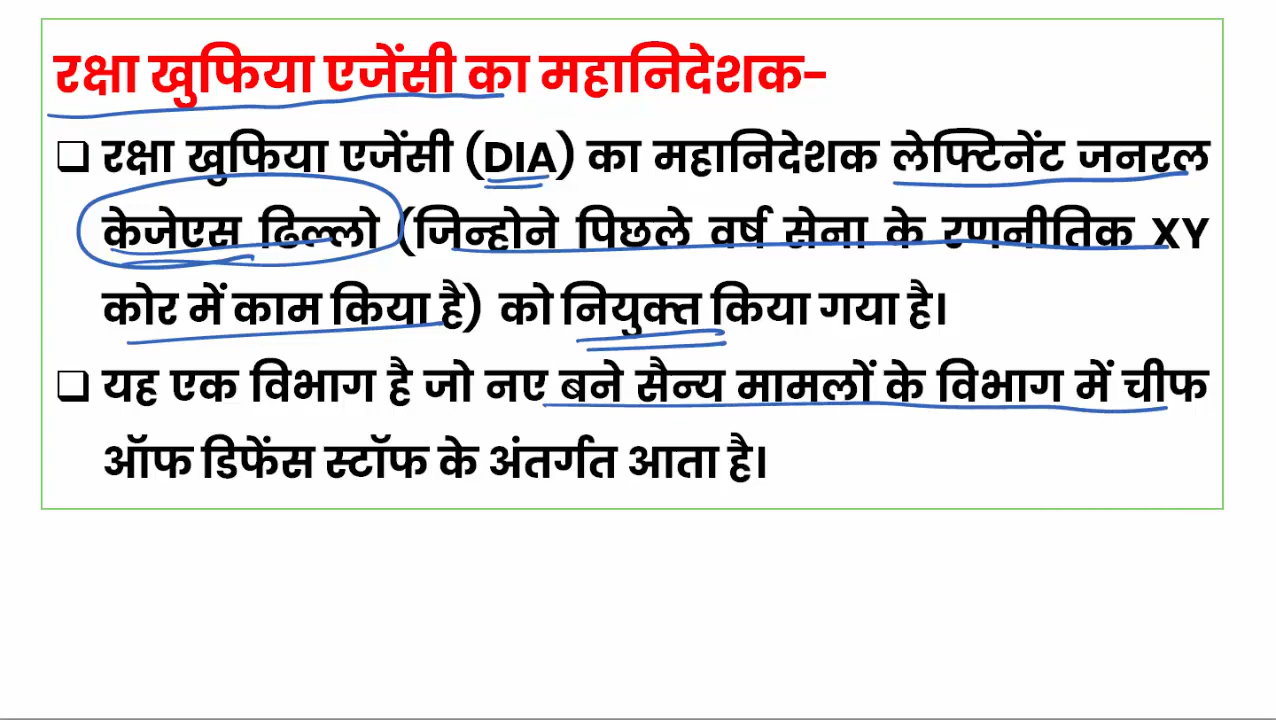 रक्षा खुफिया एजेंसी का महानिदेशक-
❑ रक्षा खुफिया एजेंसी (DIA) का महानिदेशक लेफ्टिनेंट जनरल
केजेएस ढिल्लो (जिन्होने पिछले वर्ष सेना के रणनीतिक XY
कोर में काम किया है) को नियुक्त किया गया है।
❑ यह एक विभाग है जो नए बने सैन्य मामलों के विभाग में चीफ
ऑफ डिफेंस स्टॉफ के अंतर्गत आता है।